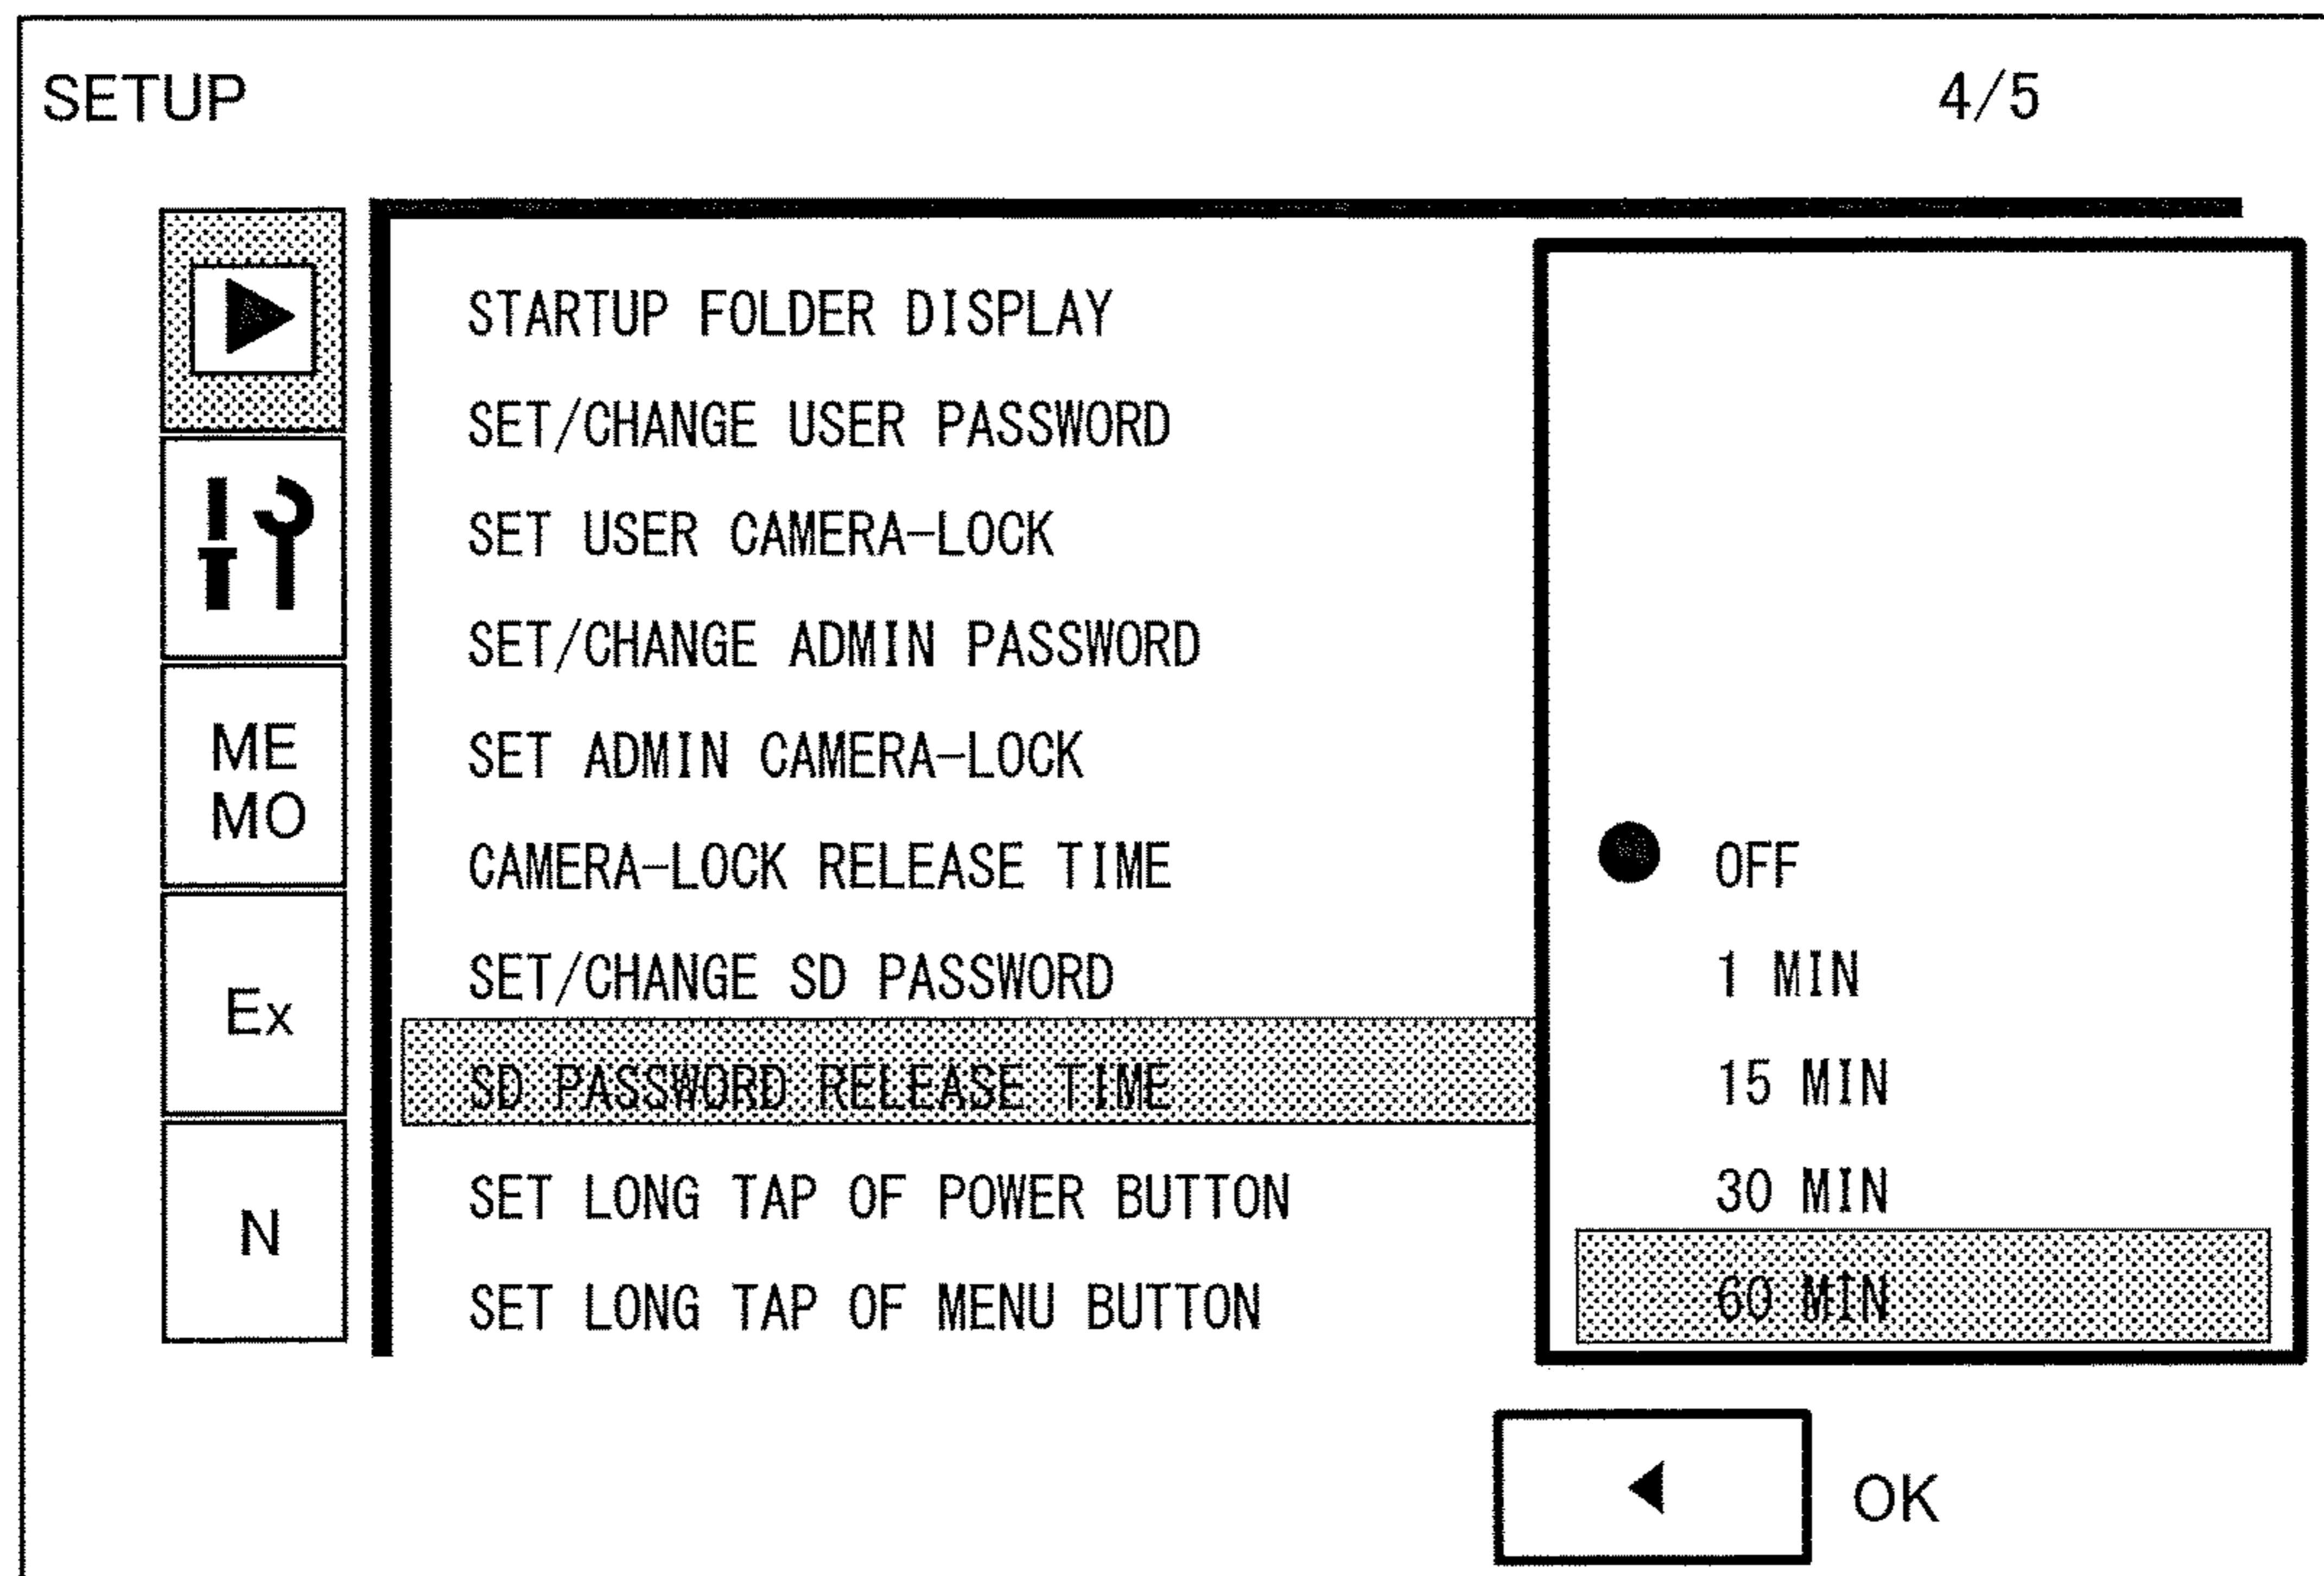 SETUP
4/5
ME
MO
Ex
N
STARTUP FOLDER DISPLAY
SET/CHANGE USER PASSWORD
SET USER CAMERA-LOCK
SET/CHANGE ADMIN PASSWORD
SET ADMIN CAMERA-LOCK
CAMERA-LOCK RELEASE TIME
SET/CHANGE SD PASSWORD
SD PASSWORD RELEASE TIME
SET LONG TAP OF POWER BUTTON
SET LONG TAP OF MENU BUTTON
OFF
1 MIN
15 MIN
30 MIN
60 MIN
OK